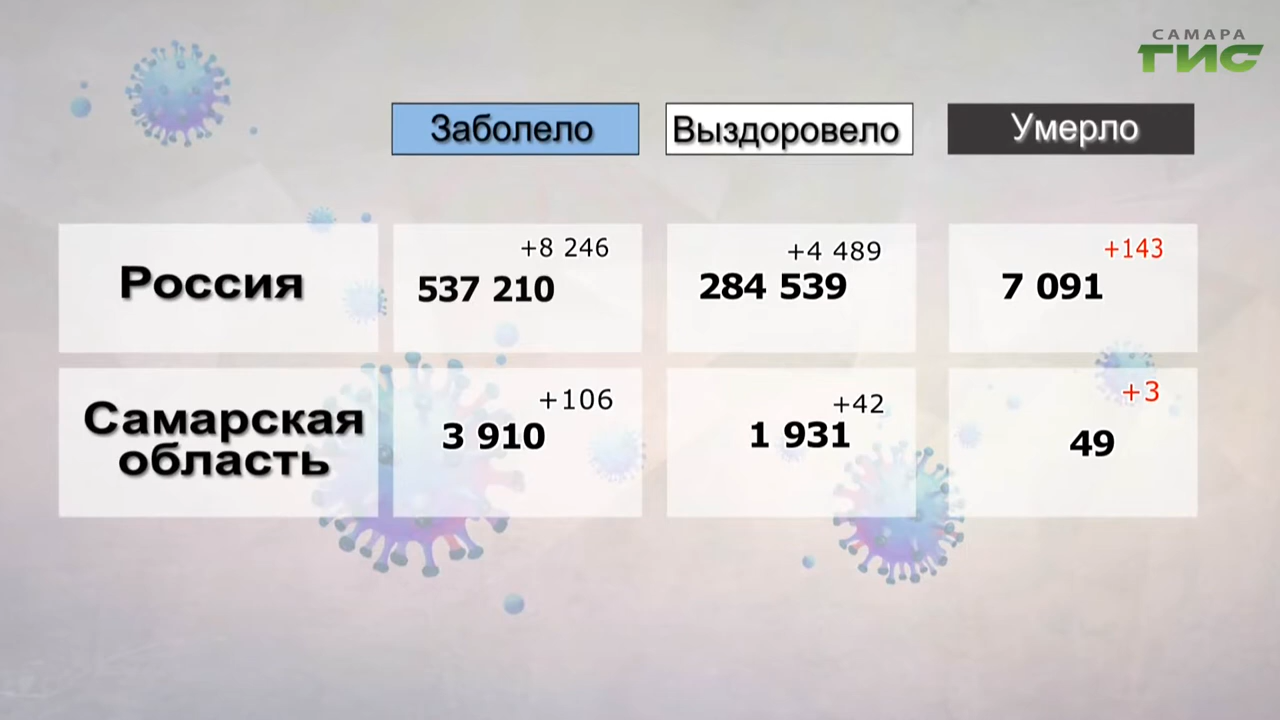 САМАРА
ГИС
Заболело Выздоровело Умерло
+8 246 +4 489 +143
Россия 537 210 284 539 7 091
+106 +42 +3
Самарская
3 910 1 931 49
область